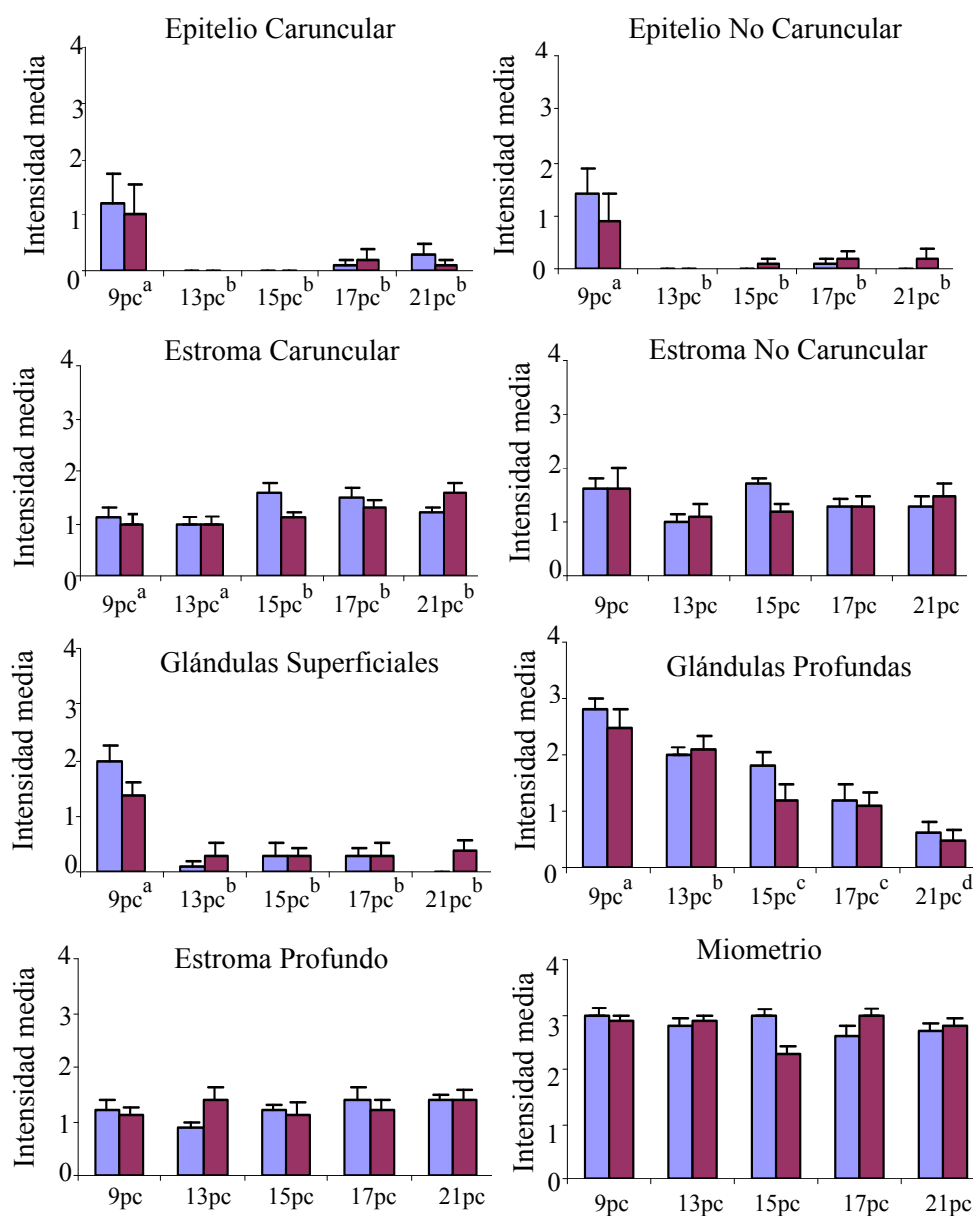 Epitelio Caruncular
Intensidad media
4
3
2
1
0
9pc^a 13pc^b 15pc^b 17pc^b 21pc^b
Epitelio No Caruncular
Intensidad media
4
3
2
1
0
9pc^a 13pc^b 15pc^b 17pc^b 21pc^b
Estroma Caruncular
Intensidad media
4
3
2
1
0
9pc^a 13pc^a 15pc^b 17pc^b 21pc^b
Estroma No Caruncular
Intensidad media
4
3
2
1
0
9pc 13pc 15pc 17pc 21pc
Glándulas Superficiales
Intensidad media
4
3
2
1
0
9pc^a 13pc^b 15pc^b 17pc^b 21pc^b
Glándulas Profundas
Intensidad media
4
3
2
1
0
9pc^a 13pc^b 15pc^c 17pc^c 21pc^d
Estroma Profundo
Intensidad media
4
3
2
1
0
9pc 13pc 15pc 17pc 21pc
Miometrio
Intensidad media
4
3
2
1
0
9pc 13pc 15pc 17pc 21pc